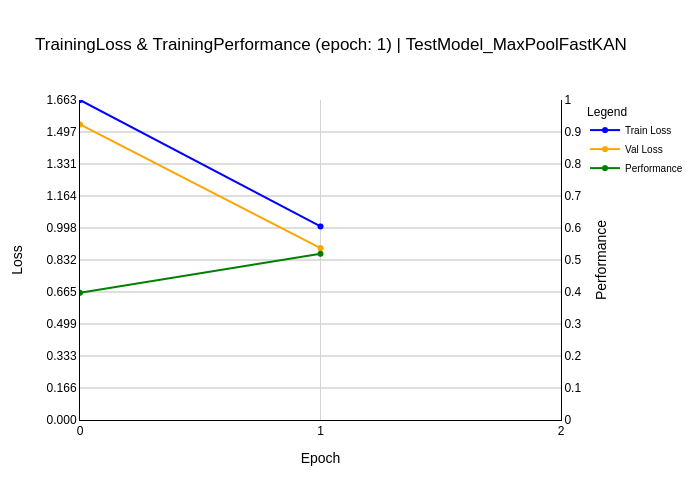 TrainingLoss & TrainingPerformance (epoch: 1) | TestModel_MaxPoolFastKAN
Legend
Train Loss
Val Loss
Performance
1.663
1.497
1.331
1.164
0.998
0.832
0.665
0.499
0.333
0.166
0.000
Loss
1
0.9
0.8
0.7
0.6
0.5
0.4
0.3
0.2
0.1
0
Performance
0 1 2
Epoch